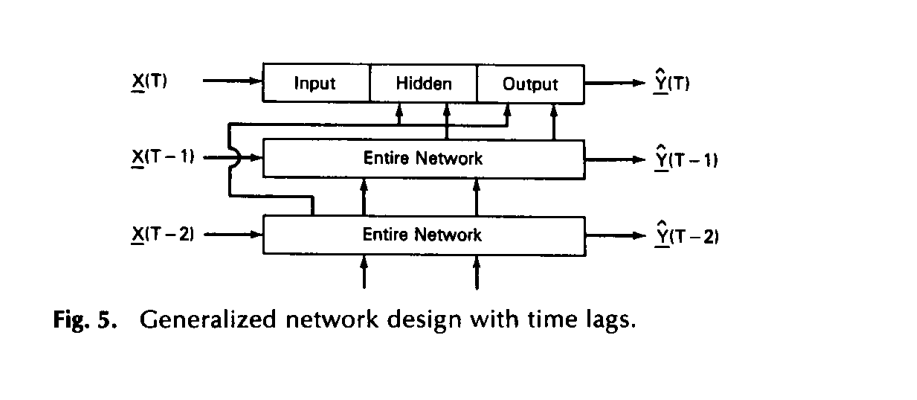 X(T) Input Hidden Output Ŷ(T)
X(T−1) Entire Network Ŷ(T−1)
X(T−2) Entire Network Ŷ(T−2)
Fig. 5. Generalized network design with time lags.